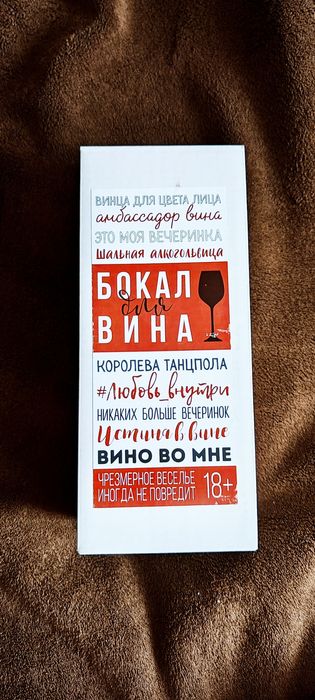 ВИНЦА ДЛЯ ЦВЕТА ЛИЦА
амбассадор вина
ЭТО МОЯ ВЕЧЕРИНКА
шальная алкогольвица
БОКАЛ
для
ВИНА
КОРОЛЕВА ТАНЦПОЛА
#Любовь_внутри
НИКАКИХ БОЛЬШЕ ВЕЧЕРИНОК
Истина в вине
ВИНО ВО МНЕ
ЧРЕЗМЕРНОЕ ВЕСЕЛЬЕ
ИНОГДА НЕ ПОВРЕДИТ 18+